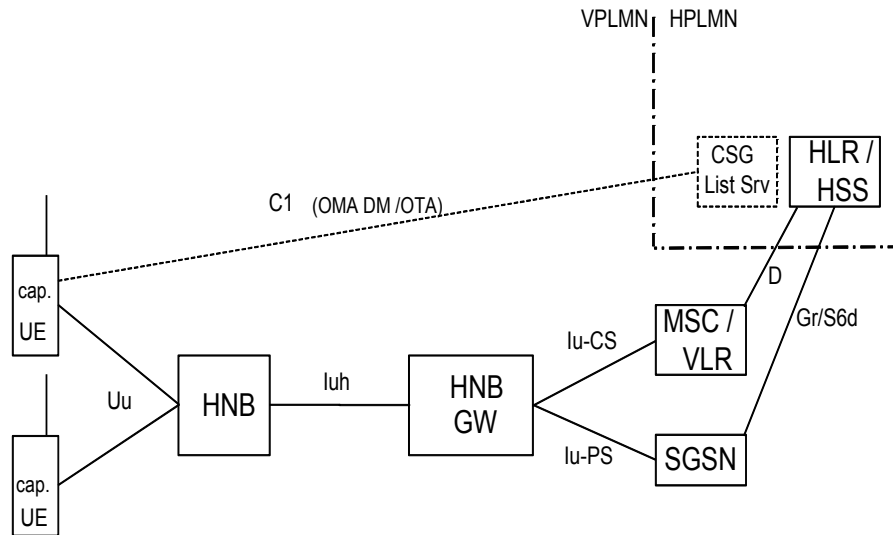 VPLMN
HPLMN
CSG
List Srv
HLR /
HSS
C1
(OMA DM /OTA)
cap.
UE
D
Gr/S6d
MSC /
VLR
Iu-CS
Uu
HNB
Iuh
HNB
GW
Iu-PS
SGSN
cap.
UE